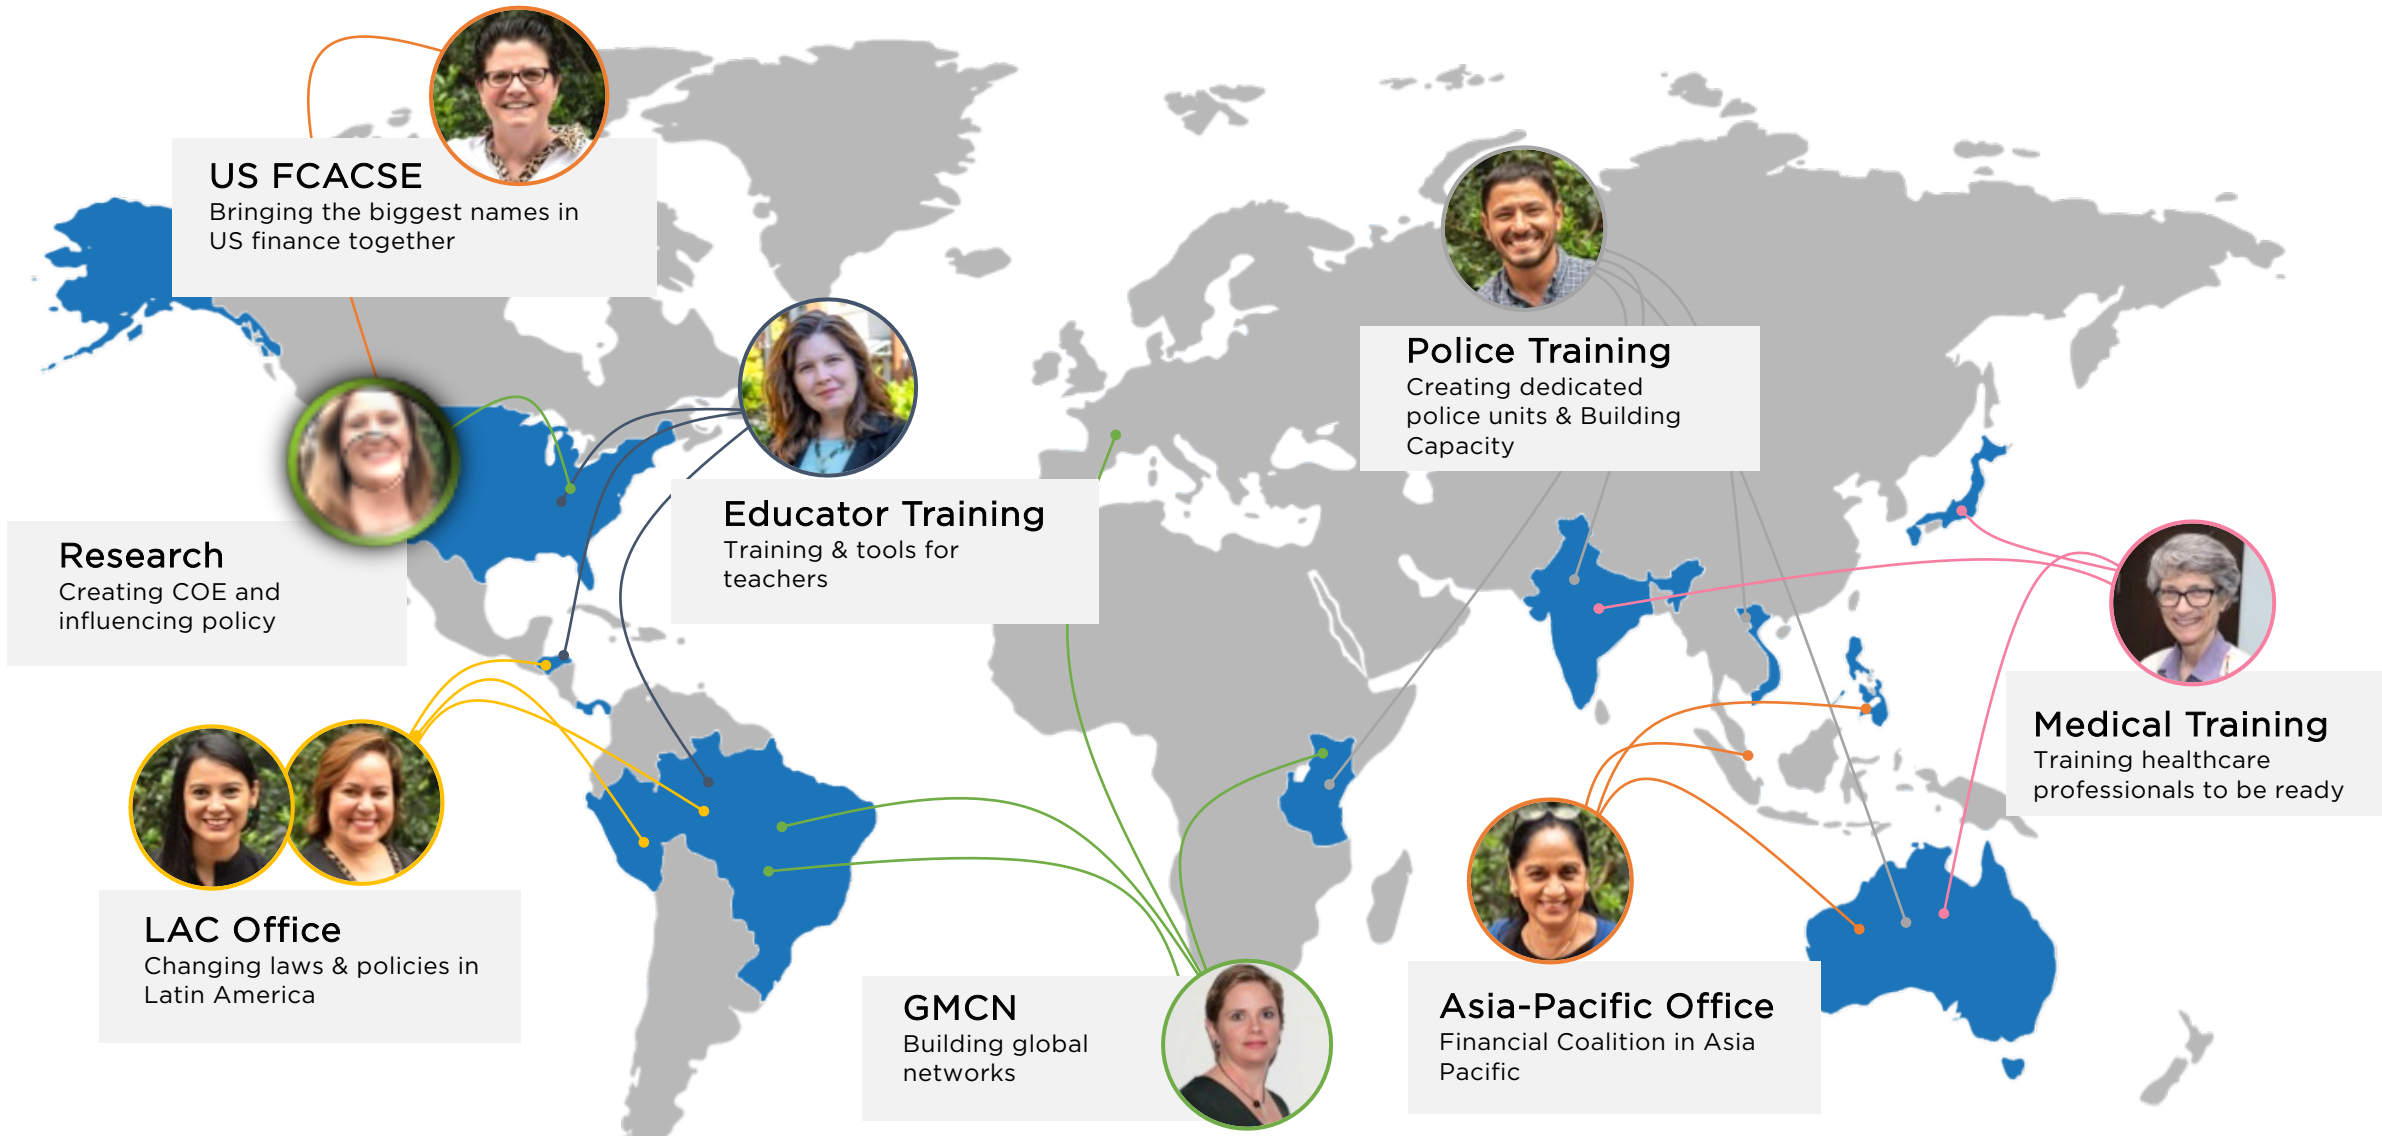 US FCACSE
Bringing the biggest names in
US finance together
Police Training
Creating dedicated
police units & Building
Capacity
Educator Training
Training & tools for
teachers
Research
Creating COE and
influencing policy
Medical Training
Training healthcare
professionals to be ready
LAC Office
Changing laws & policies in
Latin America
GMCN
Building global
networks
Asia-Pacific Office
Financial Coalition in Asia
Pacific